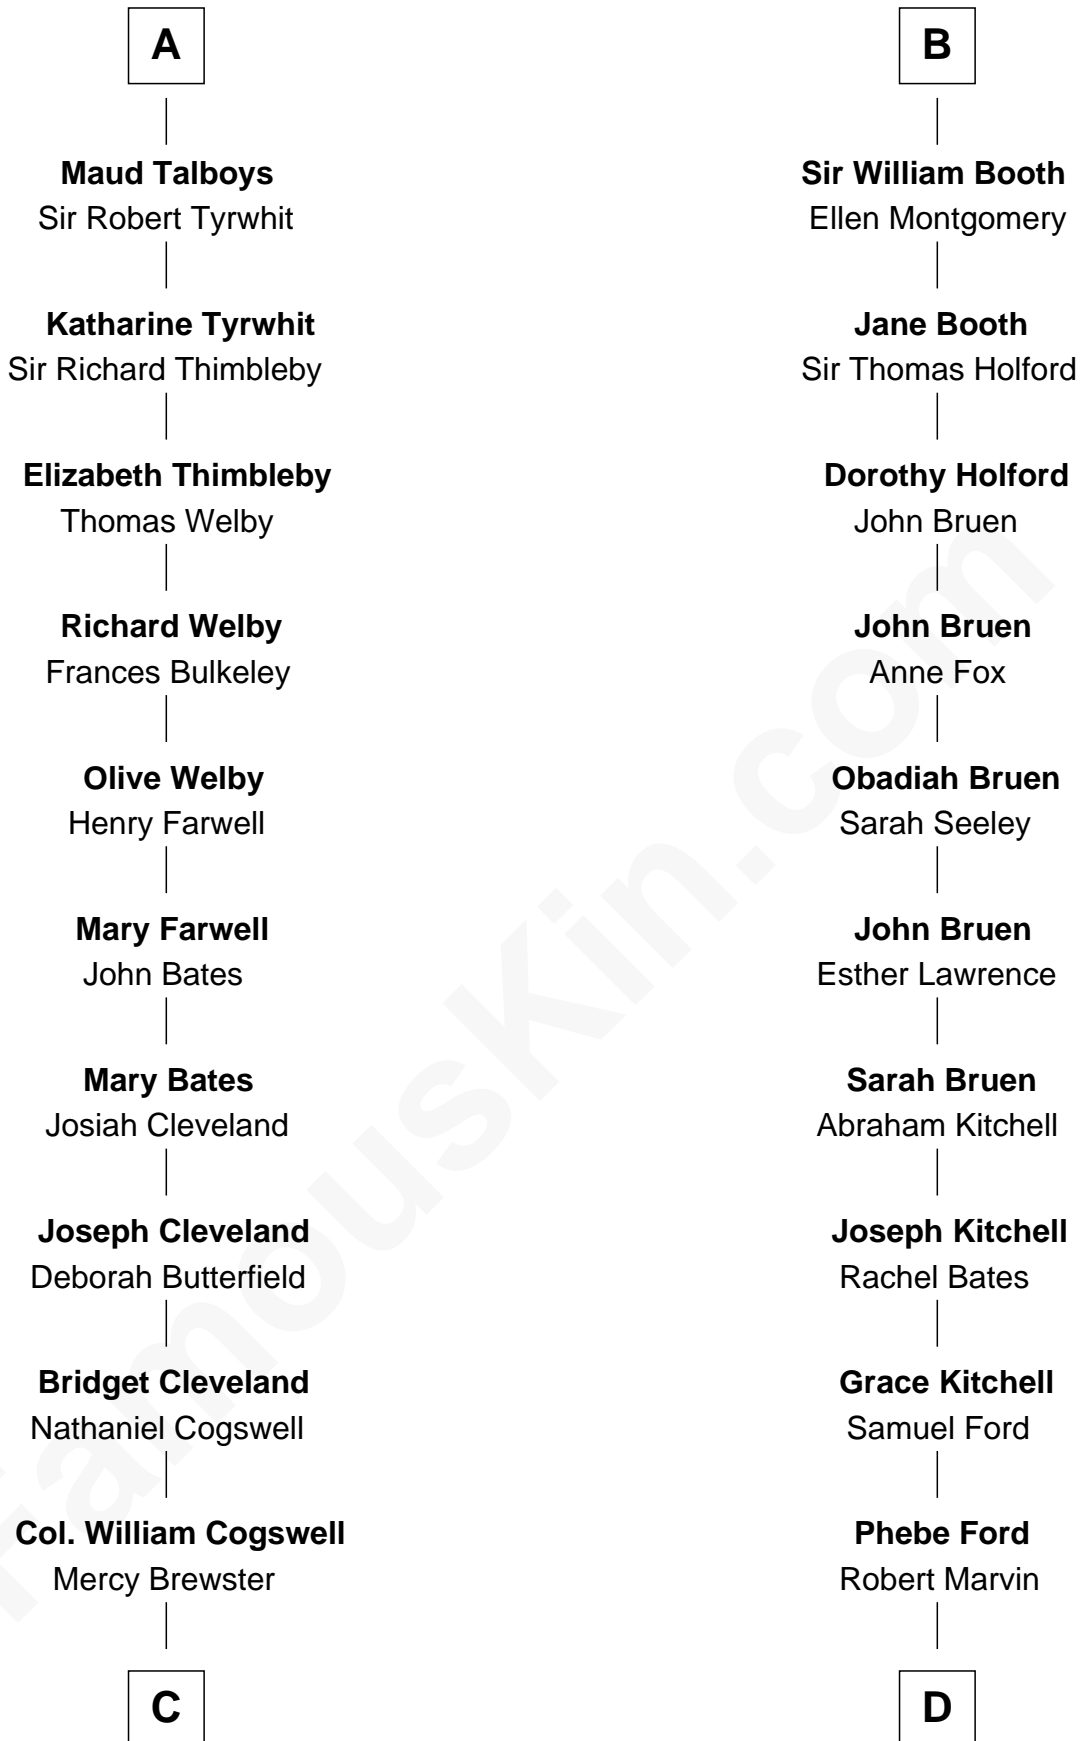 A
Maud Talboys
Sir Robert Tyrwhit
Katharine Tyrwhit
Sir Richard Thimbleby
Elizabeth Thimbleby
Thomas Welby
Richard Welby
Frances Bulkeley
Olive Welby
Henry Farwell
Mary Farwell
John Bates
Mary Bates
Josiah Cleveland
Joseph Cleveland
Deborah Butterfield
Bridget Cleveland
Nathaniel Cogswell
Col. William Cogswell
Mercy Brewster
C
B
Sir William Booth
Ellen Montgomery
Jane Booth
Sir Thomas Holford
Dorothy Holford
John Bruen
John Bruen
Anne Fox
Obadiah Bruen
Sarah Seeley
John Bruen
Esther Lawrence
Sarah Bruen
Abraham Kitchell
Joseph Kitchell
Rachel Bates
Grace Kitchell
Samuel Ford
Phebe Ford
Robert Marvin
D
FamousKin.com